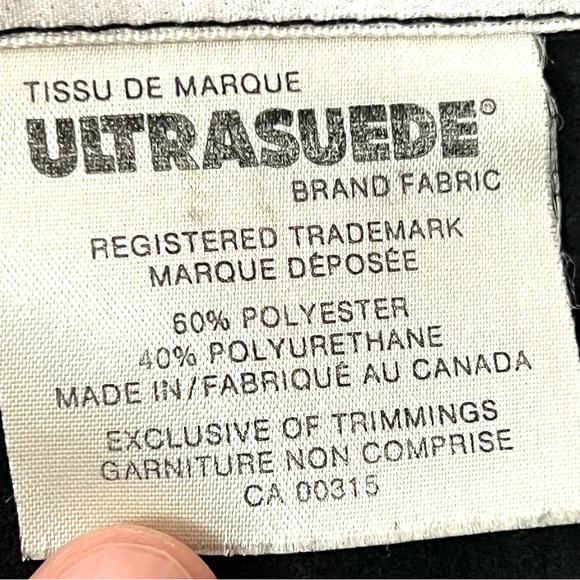 TISSU DE MARQUE
ULTRASUEDE®
BRAND FABRIC
REGISTERED TRADEMARK
MARQUE DÉPOSÉE
60% POLYESTER
40% POLYURETHANE
MADE IN/FABRIQUÉ AU CANADA
EXCLUSIVE OF TRIMMINGS
GARNITURE NON COMPRISE
CA 00315